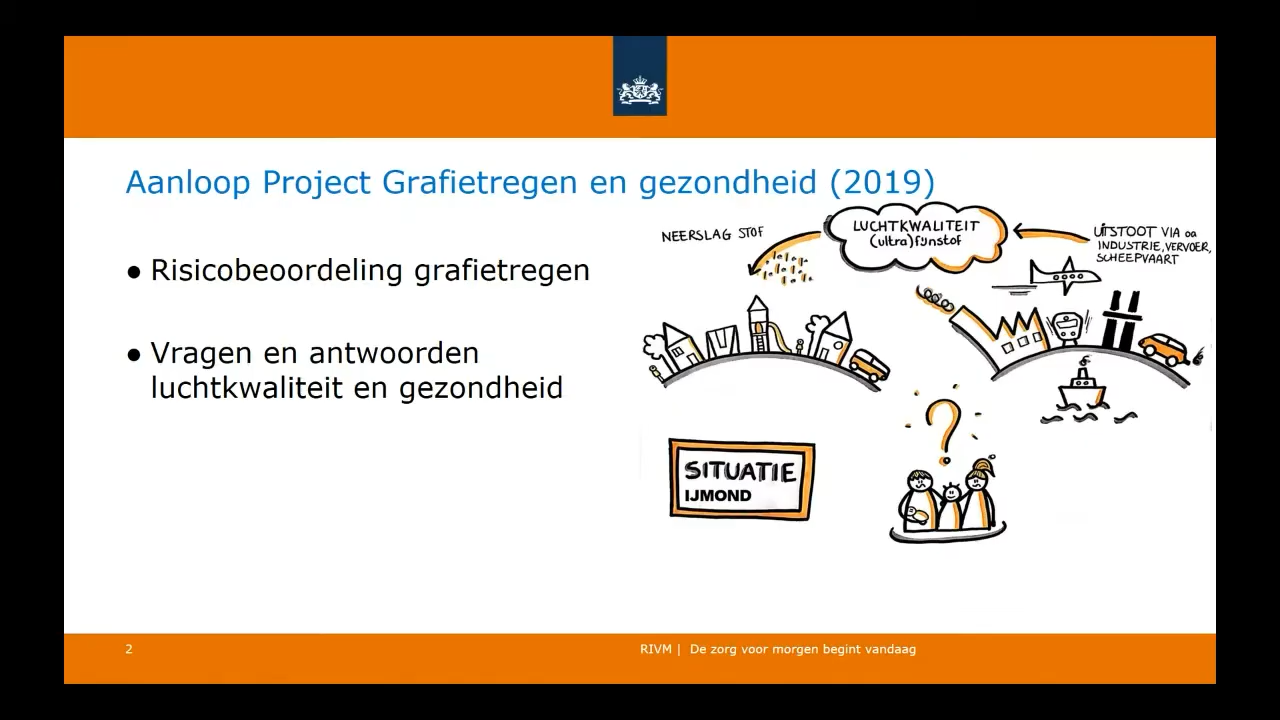 Aanloop Project Grafietregen en gezondheid (2019)
● Risicobeoordeling grafietregen
● Vragen en antwoorden
luchtkwaliteit en gezondheid
NEERSLAG STOF
LUCHTKWALITEIT
(ultra)fijnstof
UITSTOOT VIA oa
INDUSTRIE, VERVOER,
SCHEEPVAART
?
SITUATIE
IJMOND
2
RIVM | De zorg voor morgen begint vandaag